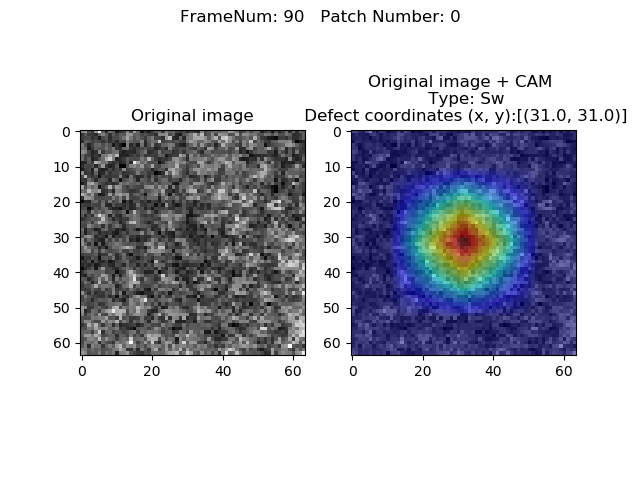 FrameNum: 90   Patch Number: 0
Original image
Original image + CAM
Type: Sw
Defect coordinates (x, y):[(31.0, 31.0)]
0
10
20
30
40
50
60
0 20 40 60
0
10
20
30
40
50
60
0 20 40 60